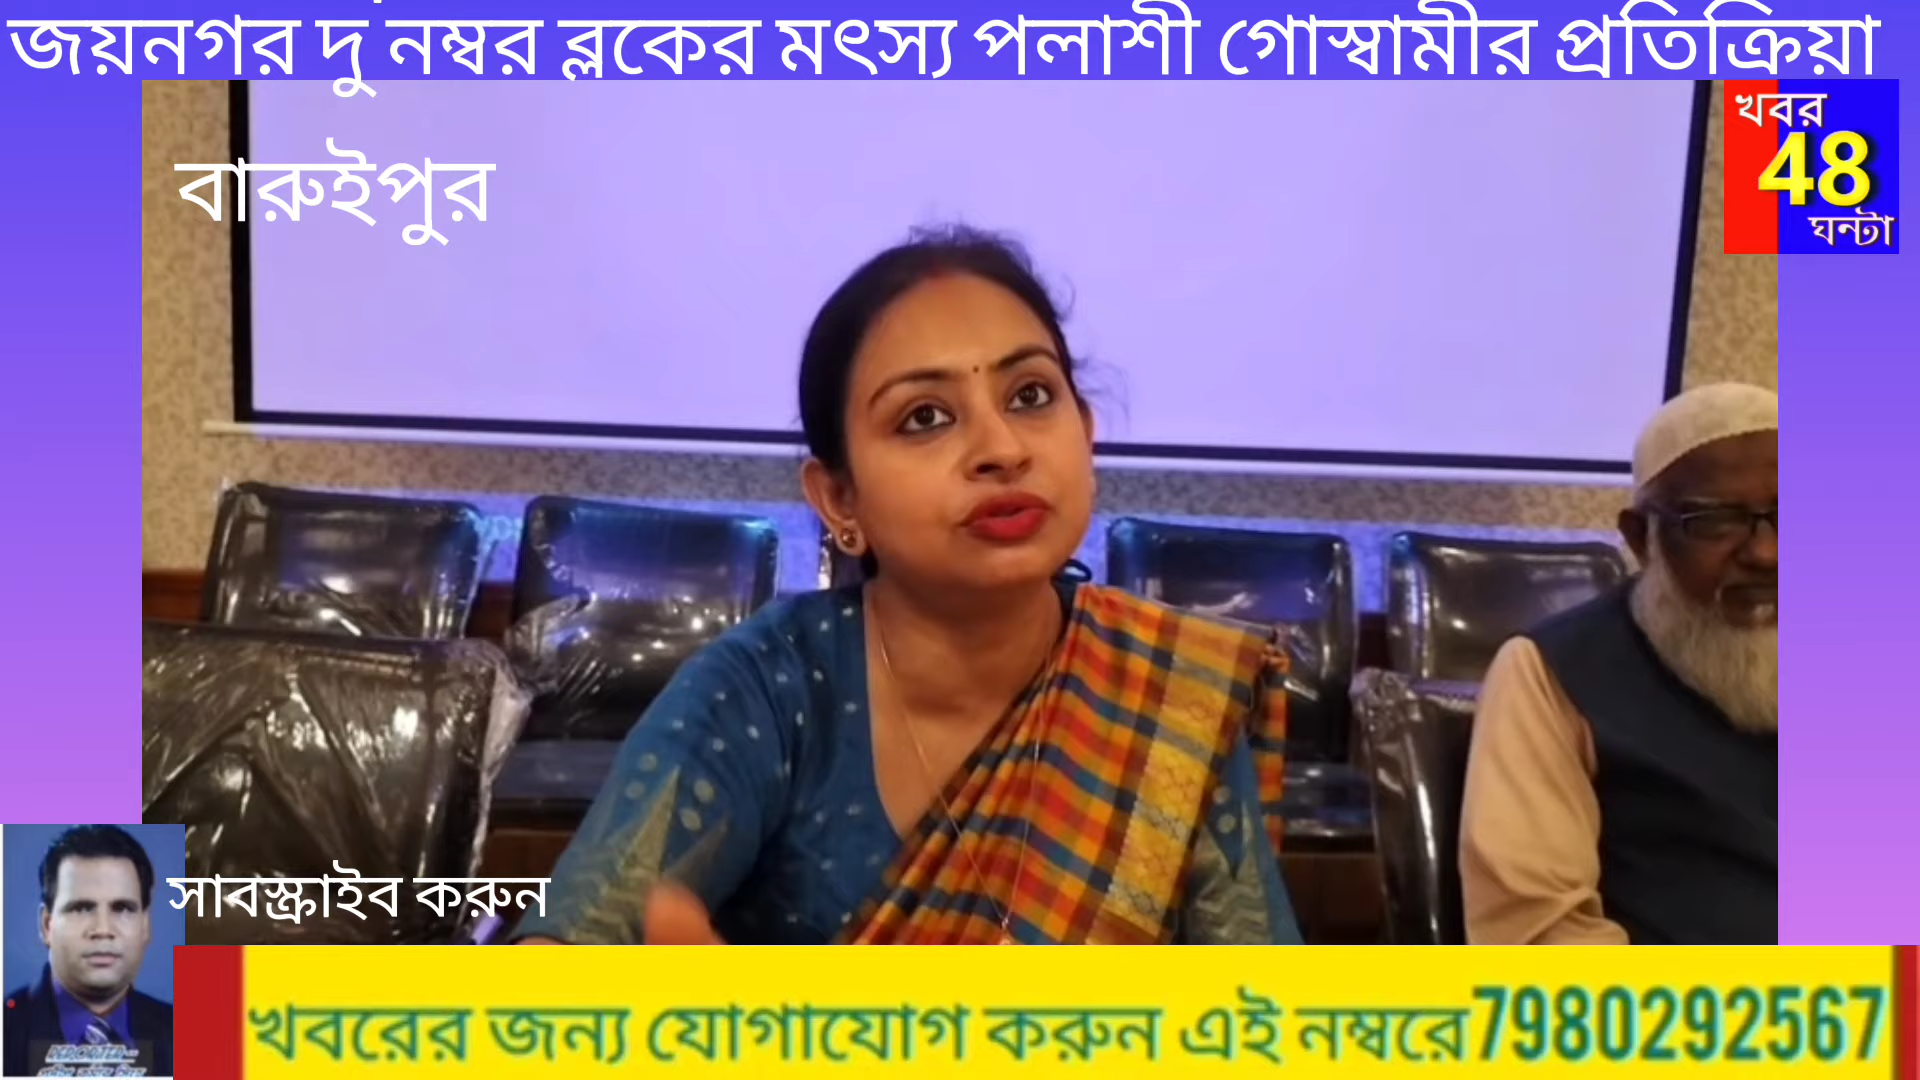 জয়নগর দু নম্বর ব্লকের মৎস্য পলাশী গোস্বামীর প্রতিক্রিয়া
খবর
48
ঘন্টা
বারুইপুর
সাবস্ক্রাইব করুন
খবরের জন্য যোগাযোগ করুন এই নম্বরে 7980292567